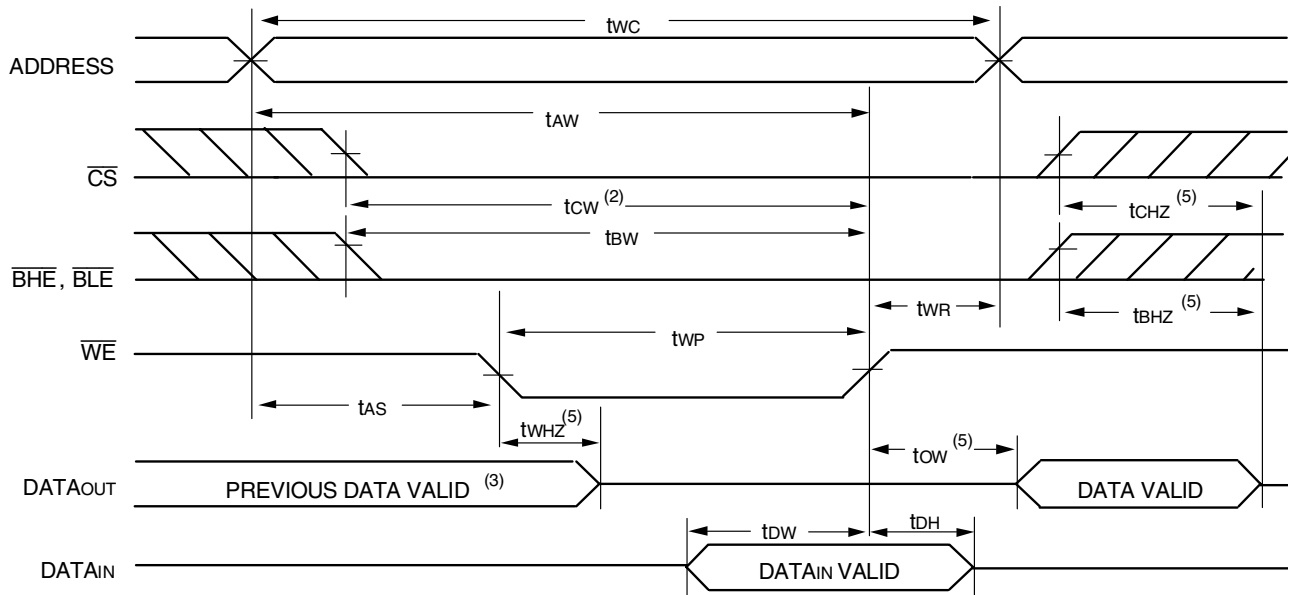 tWC
ADDRESS
tAW
CS
tCW (2)
tCHZ (5)
tBW
BHE, BLE
tWR
tBHZ (5)
tWP
WE
tAS
tWHZ (5)
tOW (5)
DATAOUT
PREVIOUS DATA VALID (3)
DATA VALID
tDW
tDH
DATAIN
DATAIN VALID